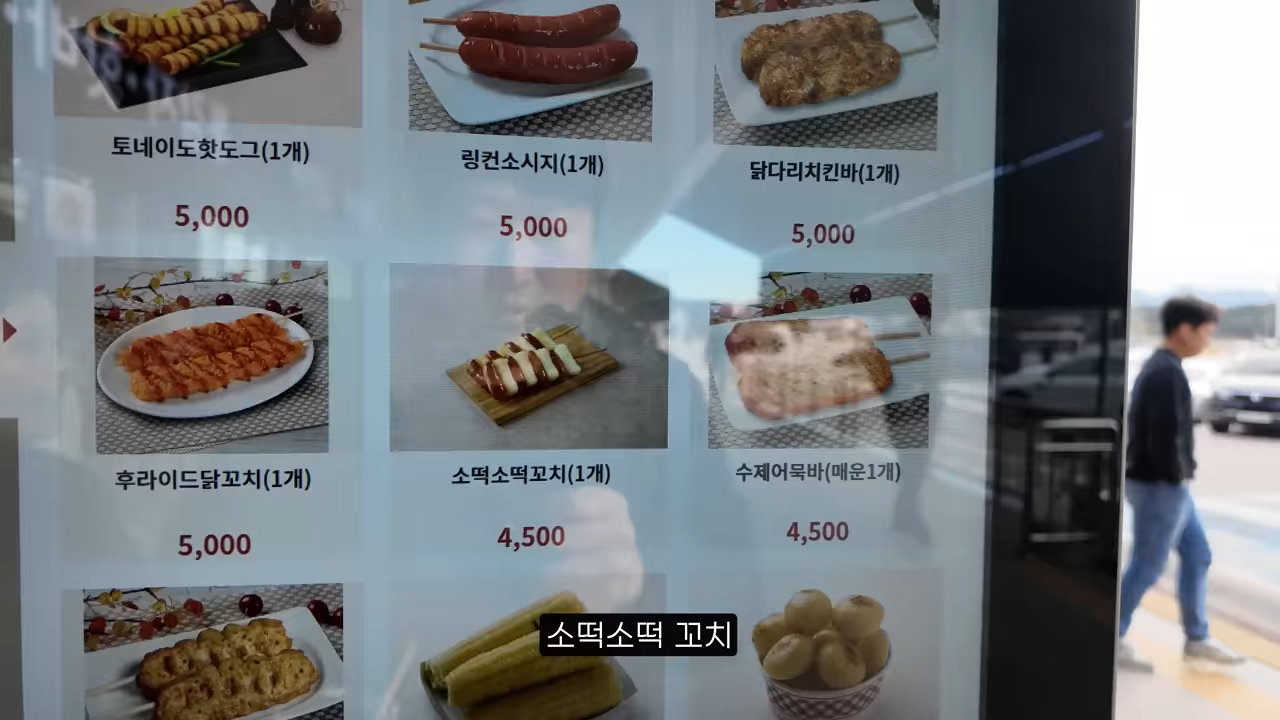 토네이도핫도그(1개)
링컨소시지(1개)
닭다리치킨바(1개)
5,000
5,000
5,000
후라이드닭꼬치(1개)
소떡소떡꼬치(1개)
수제어묵바(매운1개)
5,000
4,500
4,500
소떡소떡 꼬치